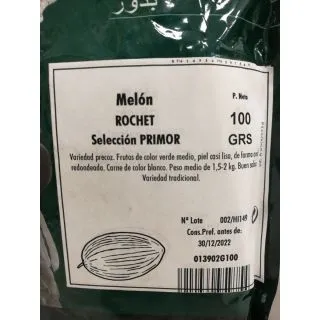 بذور
Melón
P. Neto
ROCHET
100
Selección PRIMOR
GRS
Variedad precoz. Frutos de color verde medio, piel casi lisa, de forma
redondeada, Carne de color blanco. Peso medio de 1,5-2 kg. Buen
Variedad tradicional.
Nº Lote 002/HI149
Cons.Pref. antes de:
30/12/2022
013902G100